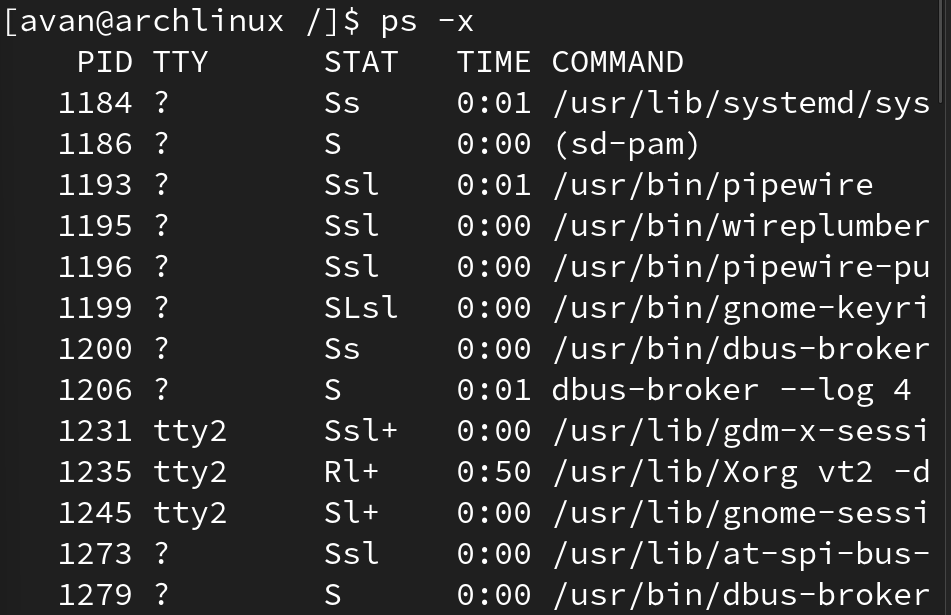 [avan@archlinux /]$ ps -x
    PID TTY      STAT   TIME COMMAND
   1184 ?        Ss     0:01 /usr/lib/systemd/sys
   1186 ?        S      0:00 (sd-pam)
   1193 ?        Ssl    0:01 /usr/bin/pipewire
   1195 ?        Ssl    0:00 /usr/bin/wireplumber
   1196 ?        Ssl    0:00 /usr/bin/pipewire-pu
   1199 ?        SLsl   0:00 /usr/bin/gnome-keyri
   1200 ?        Ss     0:00 /usr/bin/dbus-broker
   1206 ?        S      0:01 dbus-broker --log 4
   1231 tty2     Ssl+   0:00 /usr/lib/gdm-x-sessi
   1235 tty2     Rl+    0:50 /usr/lib/Xorg vt2 -d
   1245 tty2     Sl+    0:00 /usr/lib/gnome-sessi
   1273 ?        Ssl    0:00 /usr/lib/at-spi-bus-
   1279 ?        S      0:00 /usr/bin/dbus-broker